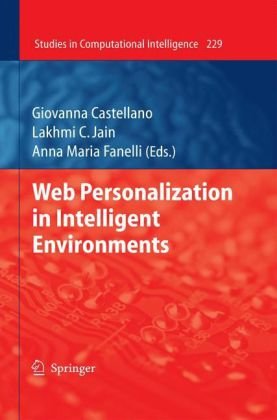 Studies in Computational Intelligence 229
Giovanna Castellano
Lakhmi C. Jain
Anna Maria Fanelli (Eds.)
Web Personalization
in Intelligent
Environments
Springer